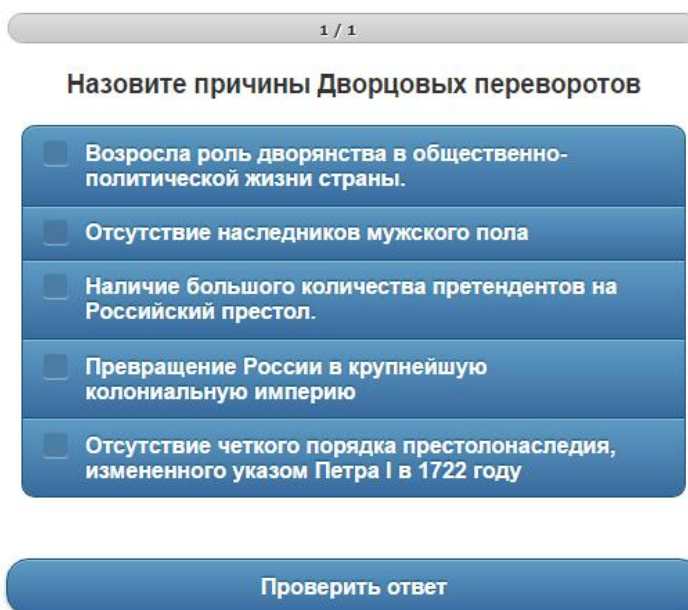 1 / 1
Назовите причины Дворцовых переворотов
Возросла роль дворянства в общественно-
политической жизни страны.
Отсутствие наследников мужского пола
Наличие большого количества претендентов на
Российский престол.
Превращение России в крупнейшую
колониальную империю
Отсутствие четкого порядка престолонаследия,
измененного указом Петра I в 1722 году
Проверить ответ